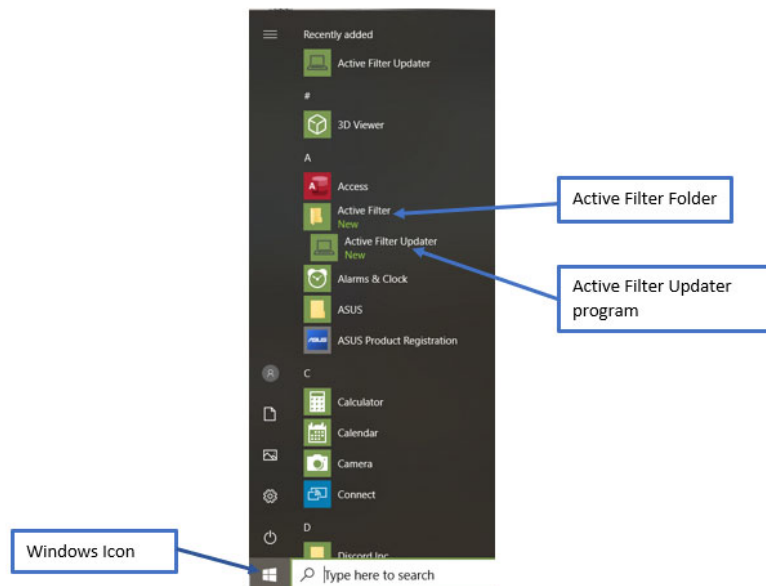 Recently added
Active Filter Updater
#
3D Viewer
A
A
Access
Active Filter
New
Active Filter Updater
New
Alarms & Clock
ASUS
ASUS
ASUS Product Registration
C
Calculator
Calendar
Camera
Connect
D
Discord Inc
Type here to search
Active Filter Folder
Active Filter Updater
program
Windows Icon